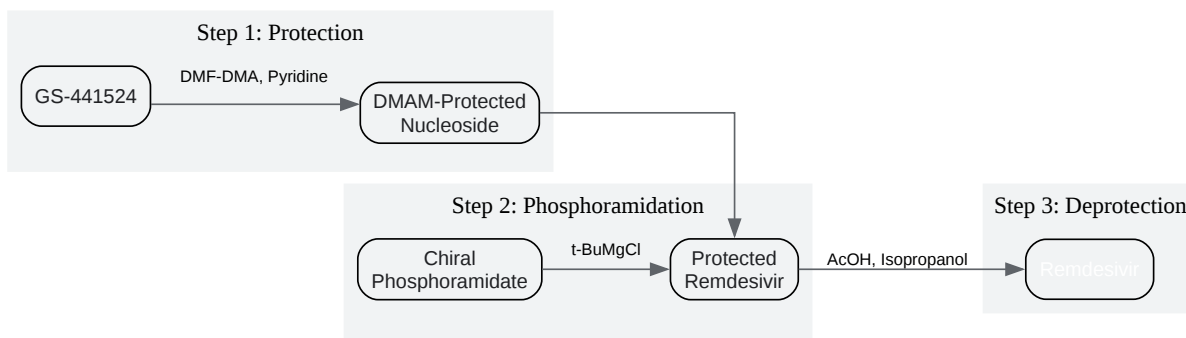 Step 1: Protection
DMF-DMA, Pyridine
GS-441524
DMAM-Protected
Nucleoside
Step 2: Phosphoramidation
Step 3: Deprotection
Chiral
Phosphoramidate
t-BuMgCl
Protected
Remdesivir
AcOH, Isopropanol
Remdesivir